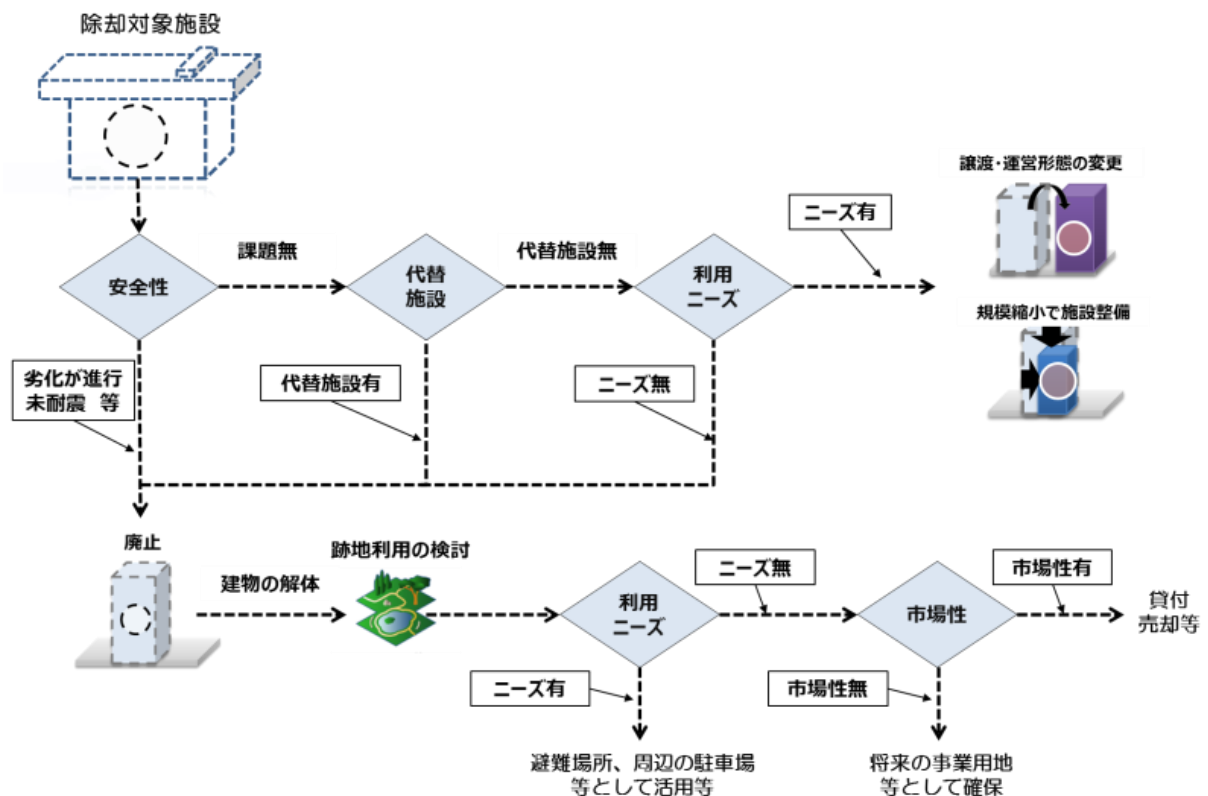 除却対象施設
譲渡・運営形態の変更
ニーズ有
課題無
代替施設無
安全性
代替
施設
利用
ニーズ
規模縮小で施設整備
劣化が進行
未耐震 等
代替施設有
ニーズ無
廃止
跡地利用の検討
建物の解体
ニーズ無
市場性有
利用
ニーズ
市場性
貸付
売却等
ニーズ有
市場性無
避難場所、周辺の駐車場
等として活用等
将来の事業用地
等として確保